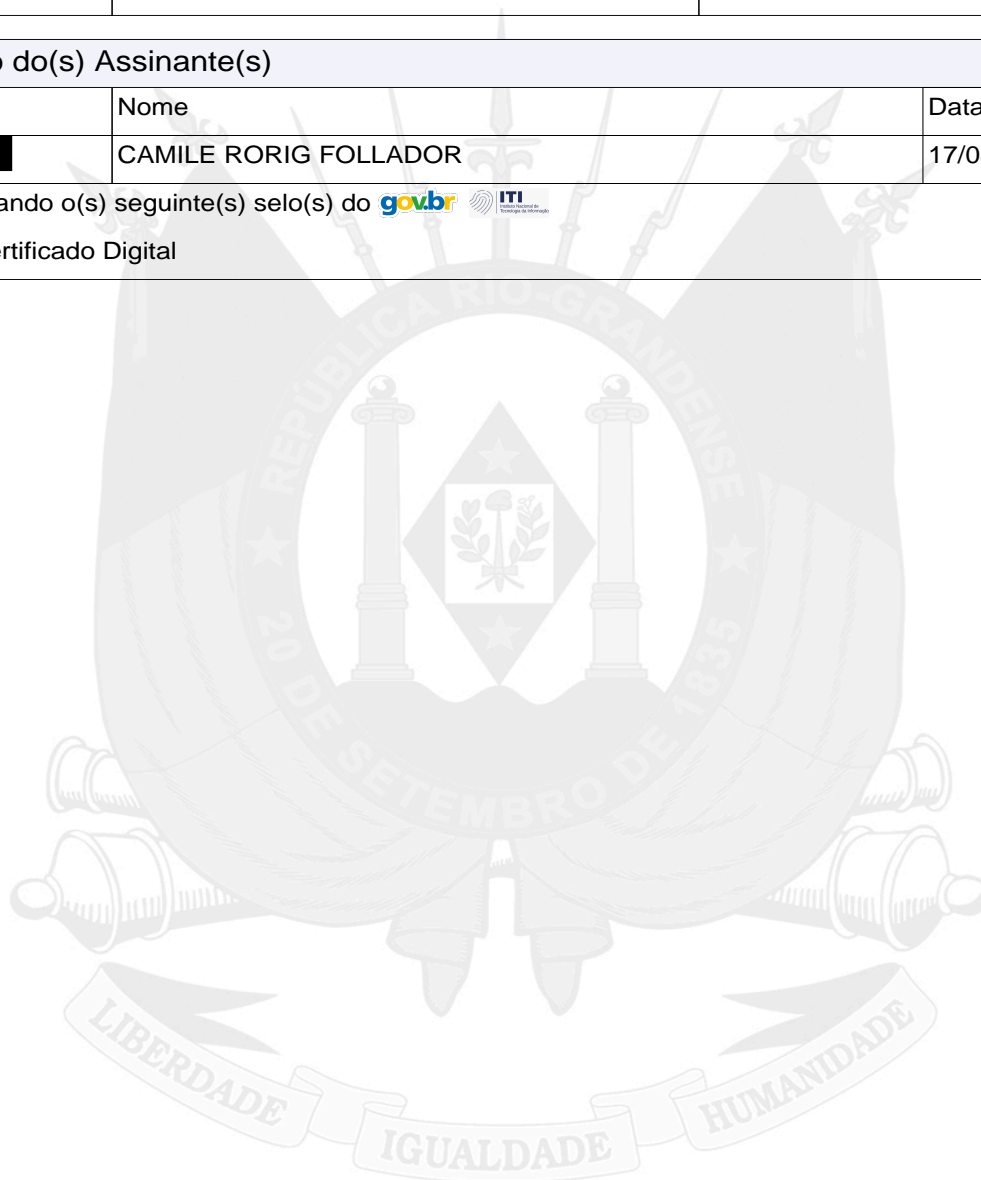 o do(s) Assinante(s)
Nome Data
CAMILE RORIG FOLLADOR 17/0
ando o(s) seguinte(s) selo(s) do gov.br ITI
ertificado Digital
REPÚBLICA RIO-GRANDENSE
20 DE SETEMBRO DE 1835
LIBERDADE IGUALDADE HUMANIDADE